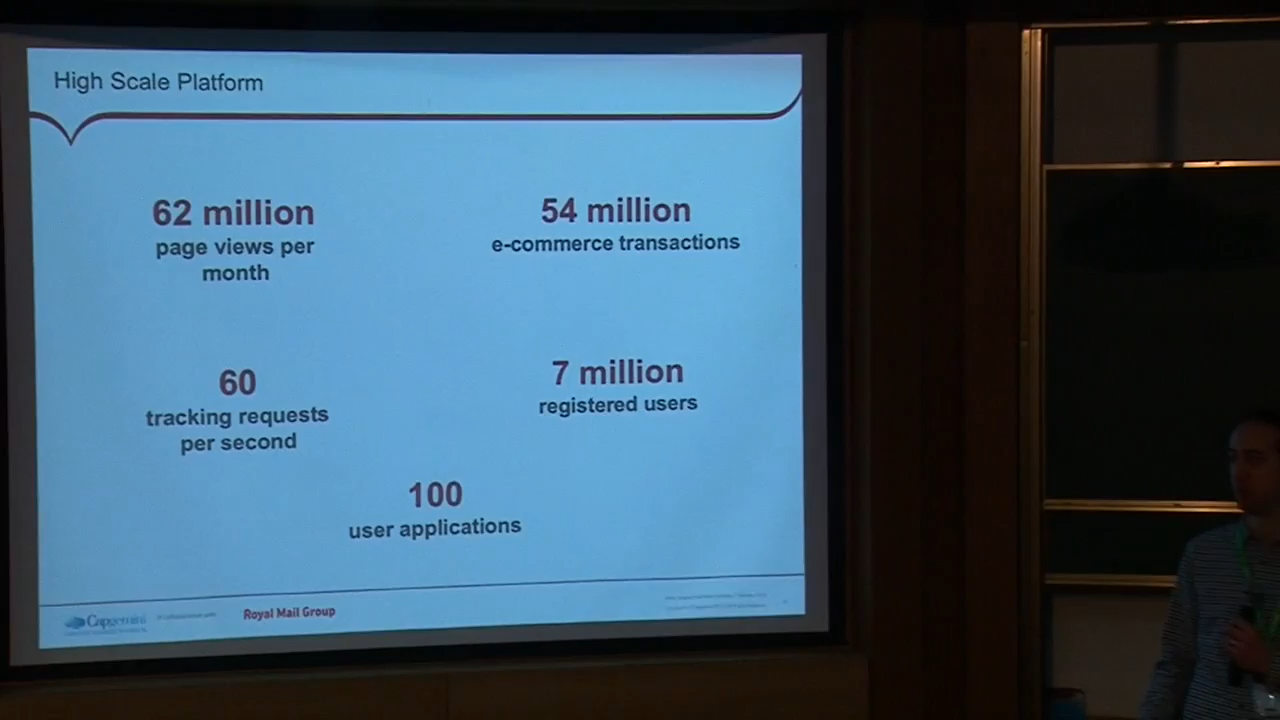 High Scale Platform
62 million
page views per
month
54 million
e-commerce transactions
60
tracking requests
per second
7 million
registered users
100
user applications
Capgemini
Royal Mail Group